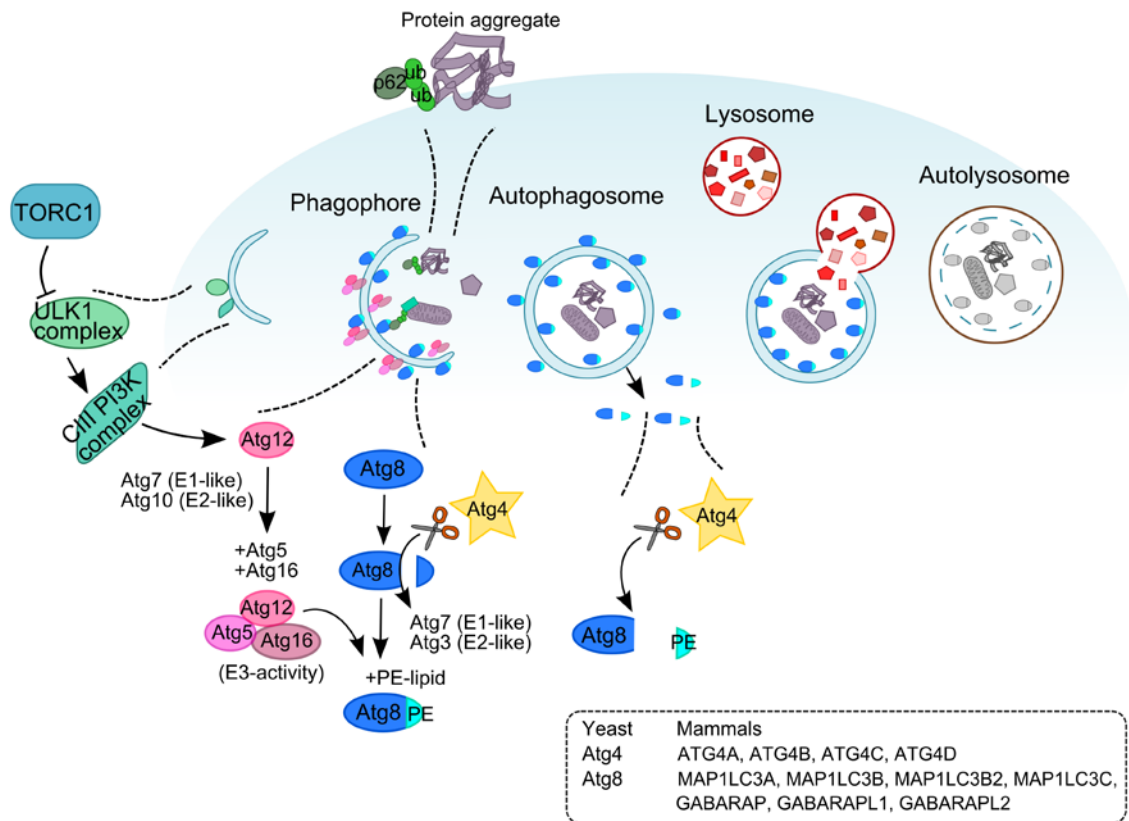 Protein aggregate
p62
ub
ub
Lysosome
Autolysosome
Phagophore
Autophagosome
TORC1
ULK1
complex
CIII PI3K
complex
Atg12
Atg7 (E1-like)
Atg10 (E2-like)
+Atg5
+Atg16
Atg12
Atg5
Atg16
(E3-activity)
Atg8
Atg4
Atg8
Atg7 (E1-like)
Atg3 (E2-like)
+PE-lipid
Atg8 PE
Atg4
Atg8
PE
Yeast Mammals
Atg4 ATG4A, ATG4B, ATG4C, ATG4D
Atg8 MAP1LC3A, MAP1LC3B, MAP1LC3B2, MAP1LC3C,
GABARAP, GABARAPL1, GABARAPL2